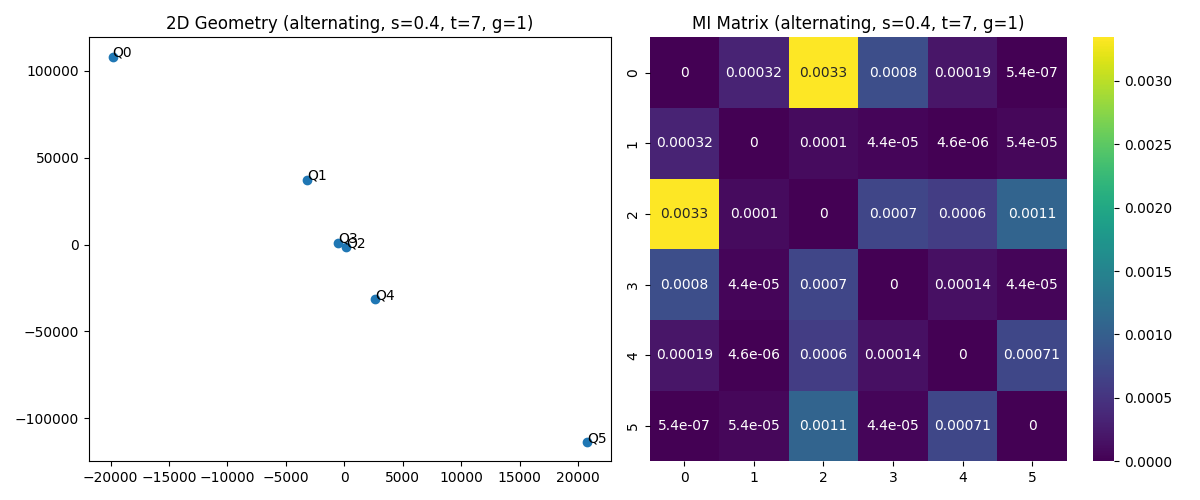 2D Geometry (alternating, s=0.4, t=7, g=1)
Q0
Q1
Q3
Q2
Q4
Q5
100000
50000
0
−50000
−100000
−20000 −15000 −10000 −5000 0 5000 10000 15000 20000
MI Matrix (alternating, s=0.4, t=7, g=1)
0 0 0.00032 0.0033 0.0008 0.00019 5.4e-07
1 0.00032 0 0.0001 4.4e-05 4.6e-06 5.4e-05
2 0.0033 0.0001 0 0.0007 0.0006 0.0011
3 0.0008 4.4e-05 0.0007 0 0.00014 4.4e-05
4 0.00019 4.6e-06 0.0006 0.00014 0 0.00071
5 5.4e-07 5.4e-05 0.0011 4.4e-05 0.00071 0
0 1 2 3 4 5
0.0030
0.0025
0.0020
0.0015
0.0010
0.0005
0.0000